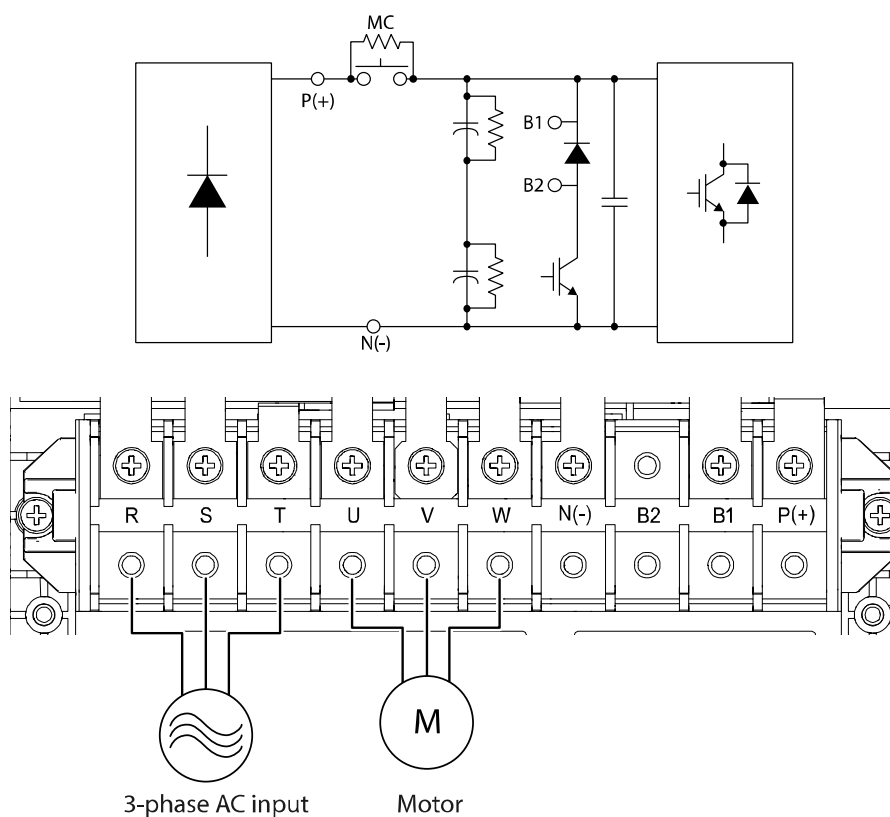 MC
P(+)
B1
B2
N(-)
R S T U V W N(-) B2 B1 P(+)
M
3-phase AC input Motor